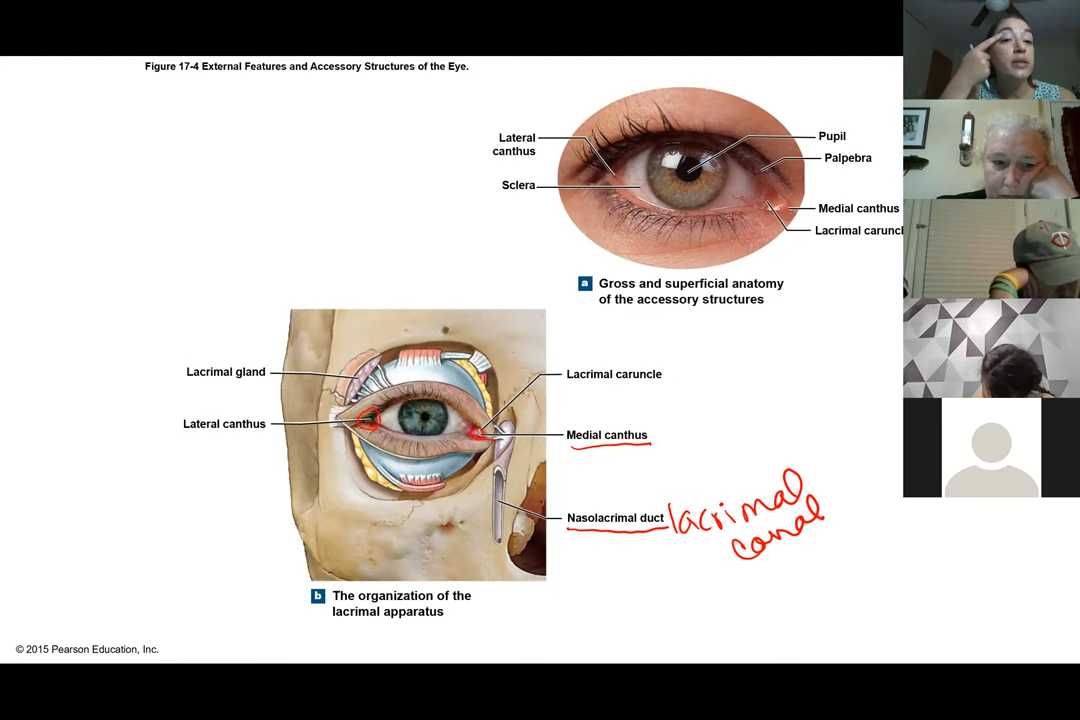 Figure 17-4 External Features and Accessory Structures of the Eye.
Lateral
canthus
Sclera
Pupil
Palpebra
Medial canthus
Lacrimal caruncl
a Gross and superficial anatomy
of the accessory structures
Lacrimal gland
Lateral canthus
Lacrimal caruncle
Medial canthus
Nasolacrimal duct lacrimal
canal
b The organization of the
lacrimal apparatus
© 2015 Pearson Education, Inc.